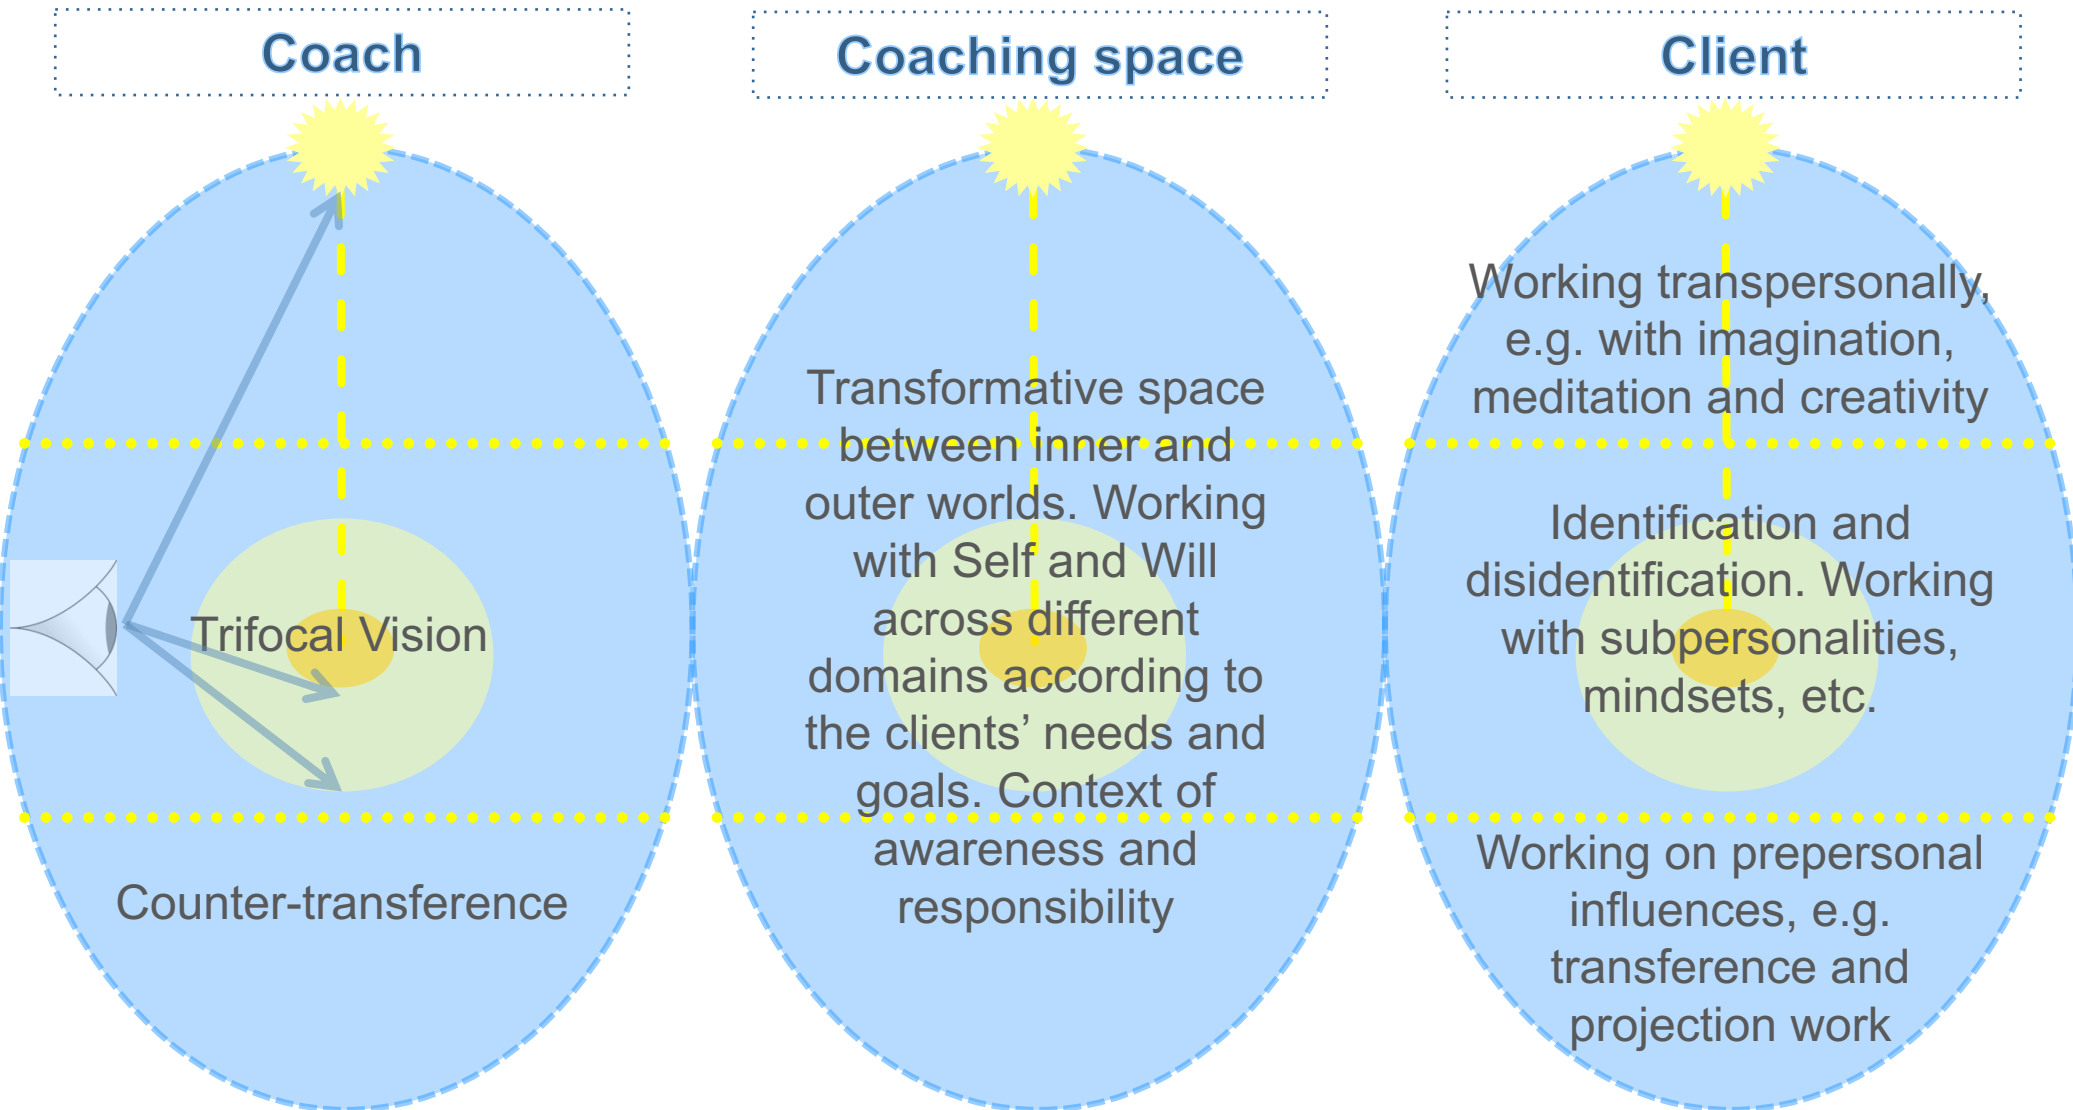 Coach
Coaching space
Client
Trifocal Vision
Counter-transference
Transformative space
between inner and
outer worlds. Working
with Self and Will
across different
domains according to
the clients’ needs and
goals. Context of
awareness and
responsibility
Working transpersonally,
e.g. with imagination,
meditation and creativity
Identification and
disidentification. Working
with subpersonalities,
mindsets, etc.
Working on prepersonal
influences, e.g.
transference and
projection work